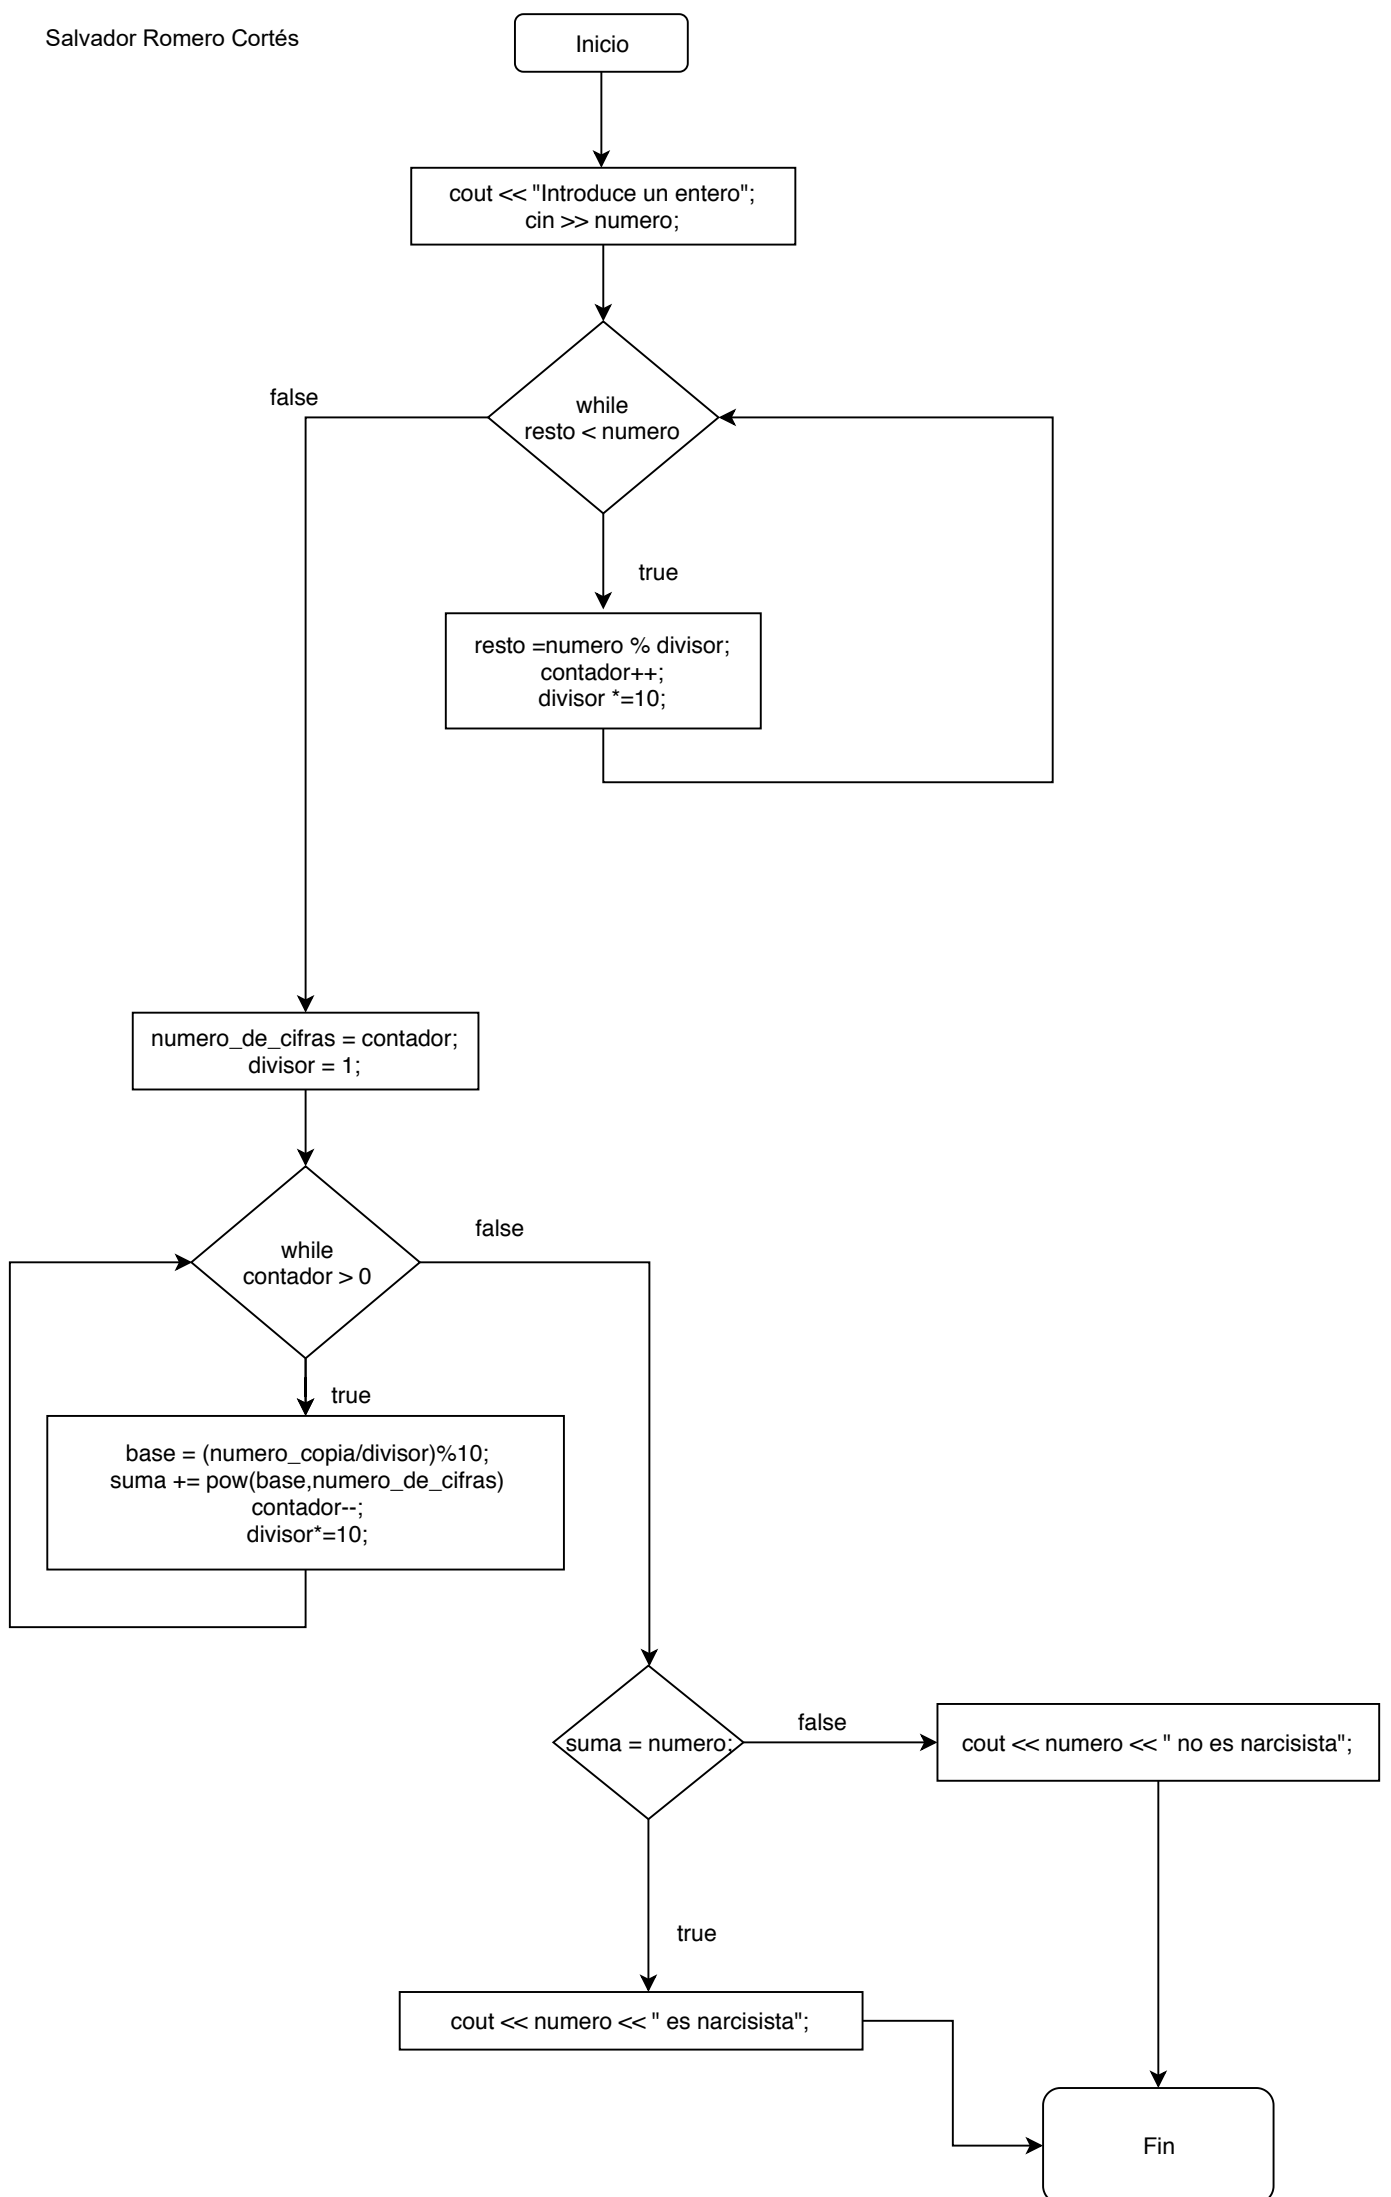 Salvador Romero Cortés
Inicio
cout << "Introduce un entero";
cin >> numero;
false
while
resto < numero
true
resto =numero % divisor;
contador++;
divisor *=10;
numero_de_cifras = contador;
divisor = 1;
false
while
contador > 0
true
base = (numero_copia/divisor)%10;
suma += pow(base,numero_de_cifras)
contador--;
divisor*=10;
suma = numero;
false
cout << numero << " no es narcisista";
true
cout << numero << " es narcisista";
Fin